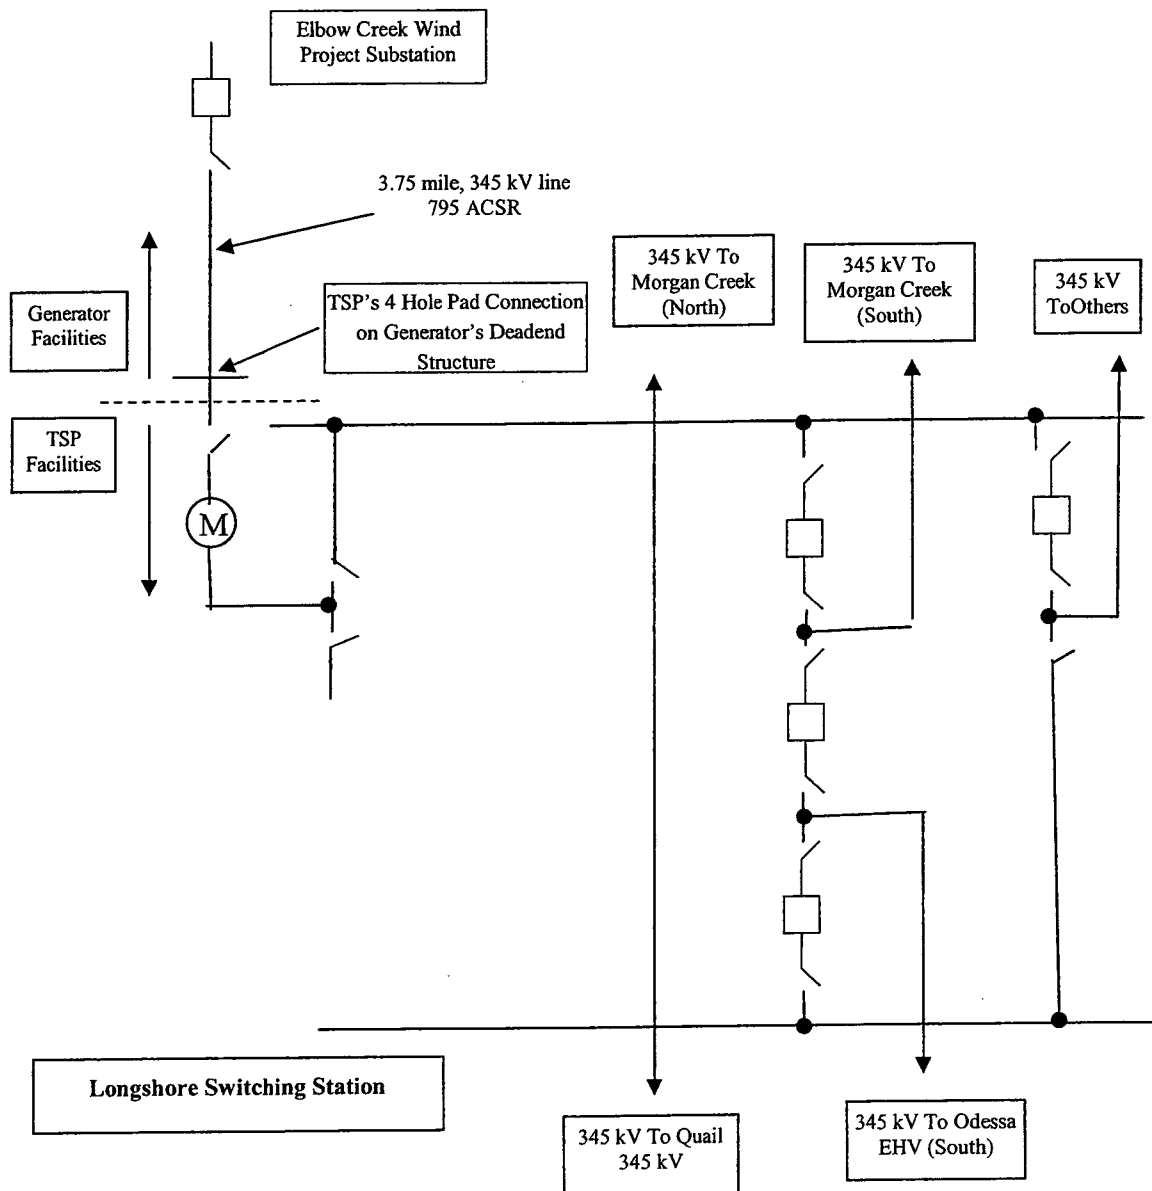 Elbow Creek Wind
Project Substation
3.75 mile, 345 kV line
795 ACSR
345 kV To
Morgan Creek
(North)
345 kV To
Morgan Creek
(South)
345 kV
ToOthers
Generator
Facilities
TSP's 4 Hole Pad Connection
on Generator's Deadend
Structure
TSP
Facilities
M
Longshore Switching Station
345 kV To Quail
345 kV
345 kV To Odessa
EHV (South)